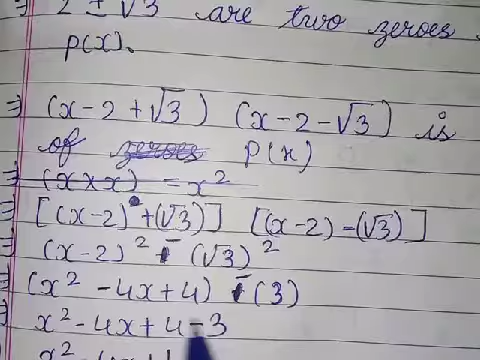 ⇒ 2 ± √3 are two zeroes
p(x).
⇒ (x - 2 + √3) (x - 2 - √3) is
of zeroes P(x)
⇒ (x × x) = x²
⇒ [(x-2) + (√3)] [(x-2) - (√3)]
⇒ (x-2)² - (√3)²
⇒ (x² - 4x + 4) - (3)
⇒ x² - 4x + 4 - 3